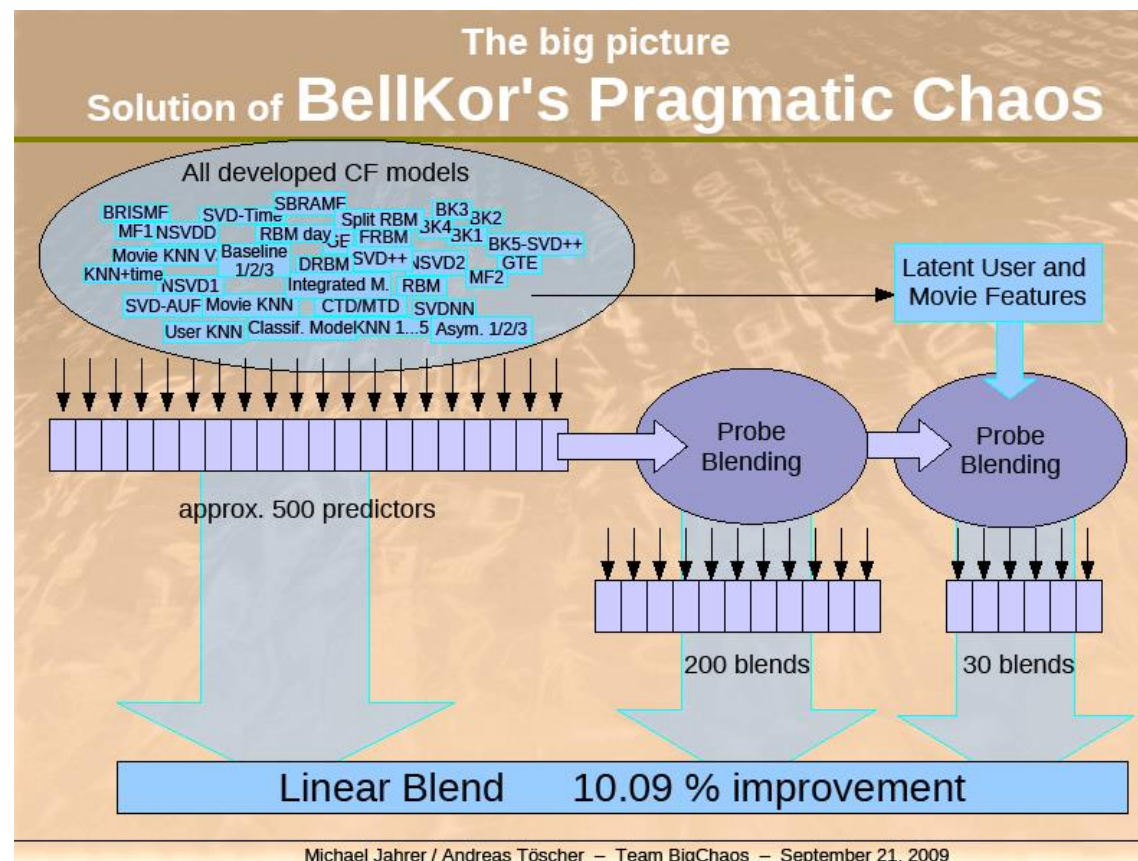 The big picture
Solution of BellKor's Pragmatic Chaos
All developed CF models
SBRAMF
BRISMF
SVD-Time
Split RBM
BK3
BK2
MF1
NSVDD
RBM day
FRBM
BK4
BK1
BK5-SVD++
Movie KNN V
Baseline
1/2/3
DRBM
SVD++
NSVD2
GTE
KNN+time
NSVD1
Integrated M.
RBM
MF2
SVD-AUF
Movie KNN
CTD/MTD
SVDNN
User KNN
Classif. Model
KNN 1...5
Asym. 1/2/3
Latent User and
Movie Features
Probe
Blending
Probe
Blending
approx. 500 predictors
200 blends
30 blends
Linear Blend 10.09 % improvement
Michael Jahrer / Andreas Töscher – Team BigChaos – September 21, 2009